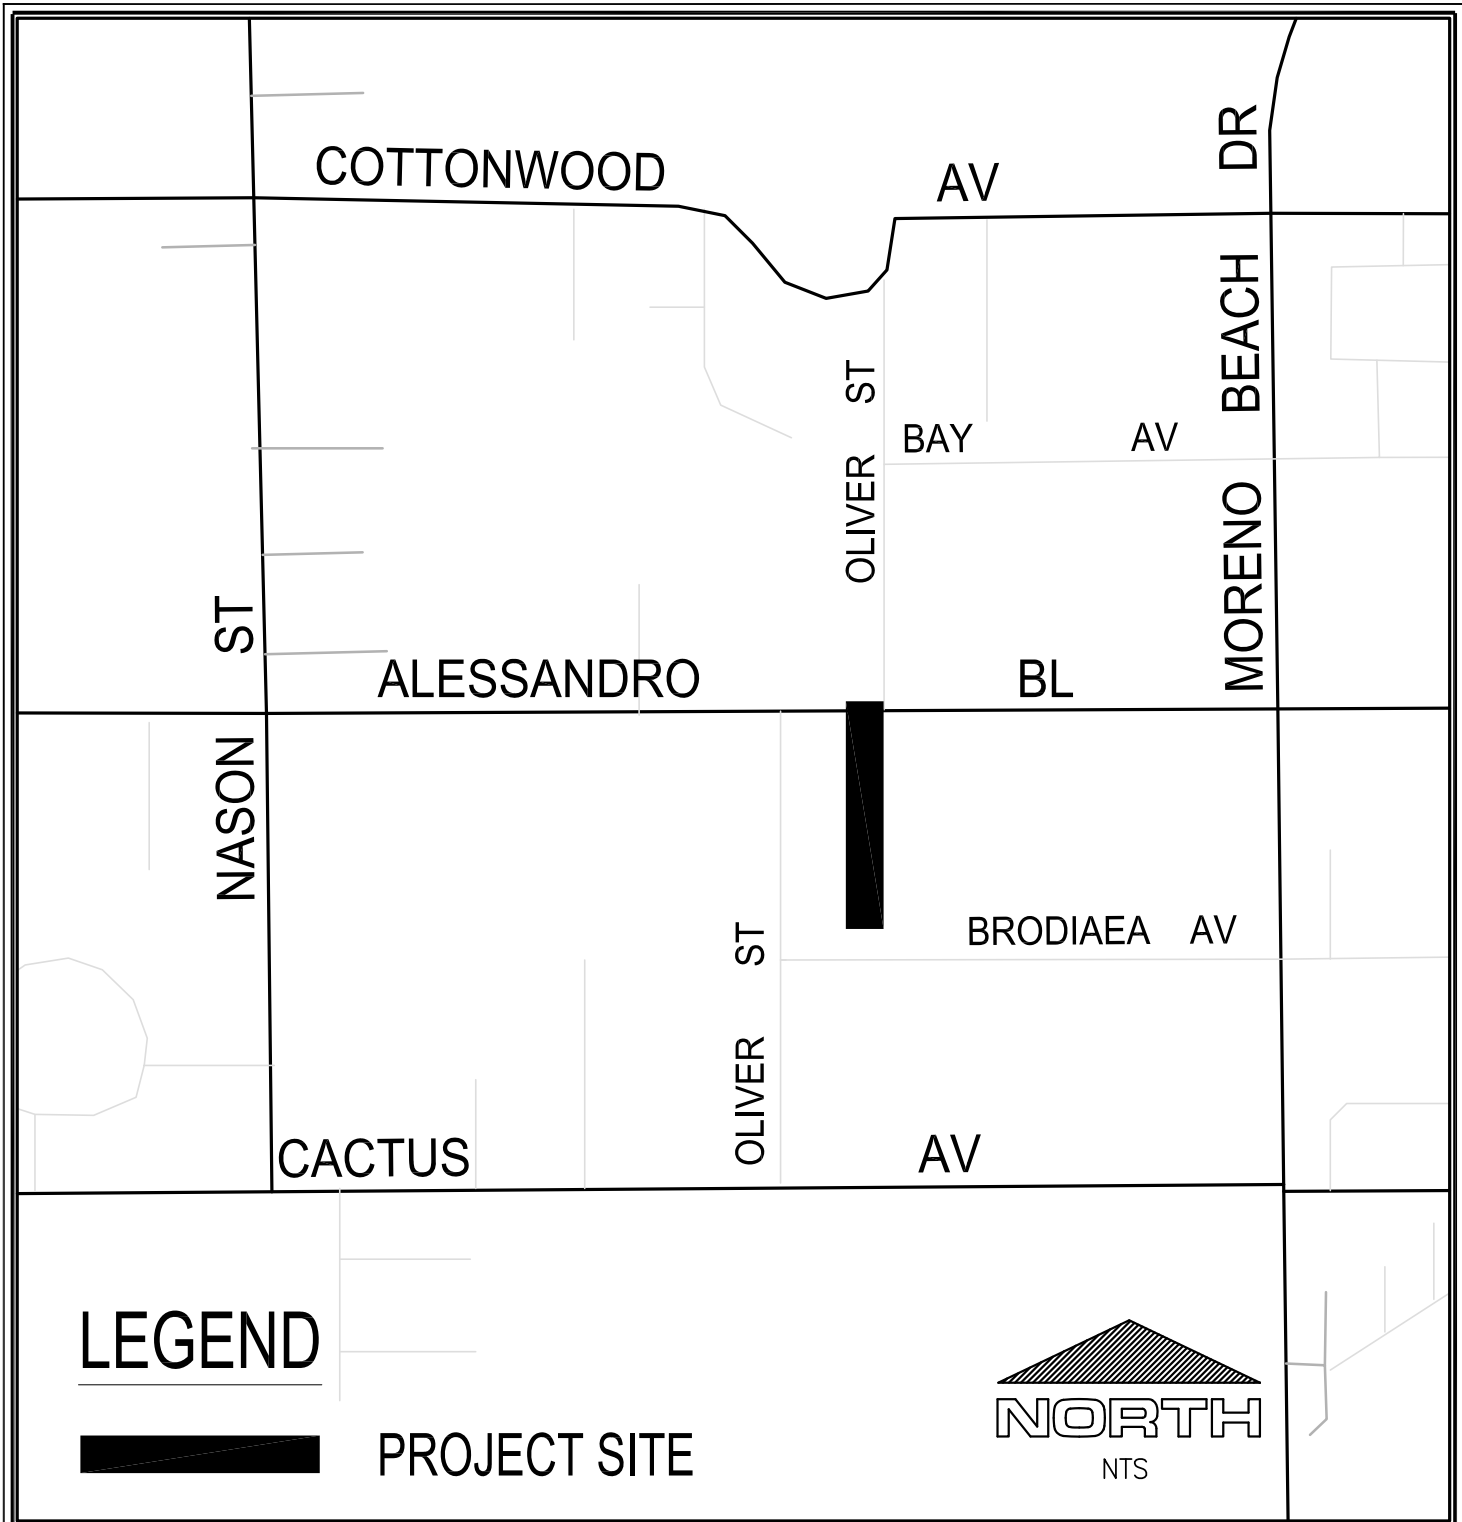 COTTONWOOD AV
MORENO BEACH DR
OLIVER ST
BAY AV
NASON ST
ALESSANDRO BL
BRODIAEA AV
OLIVER ST
CACTUS AV
LEGEND
PROJECT SITE
NORTH
NTS